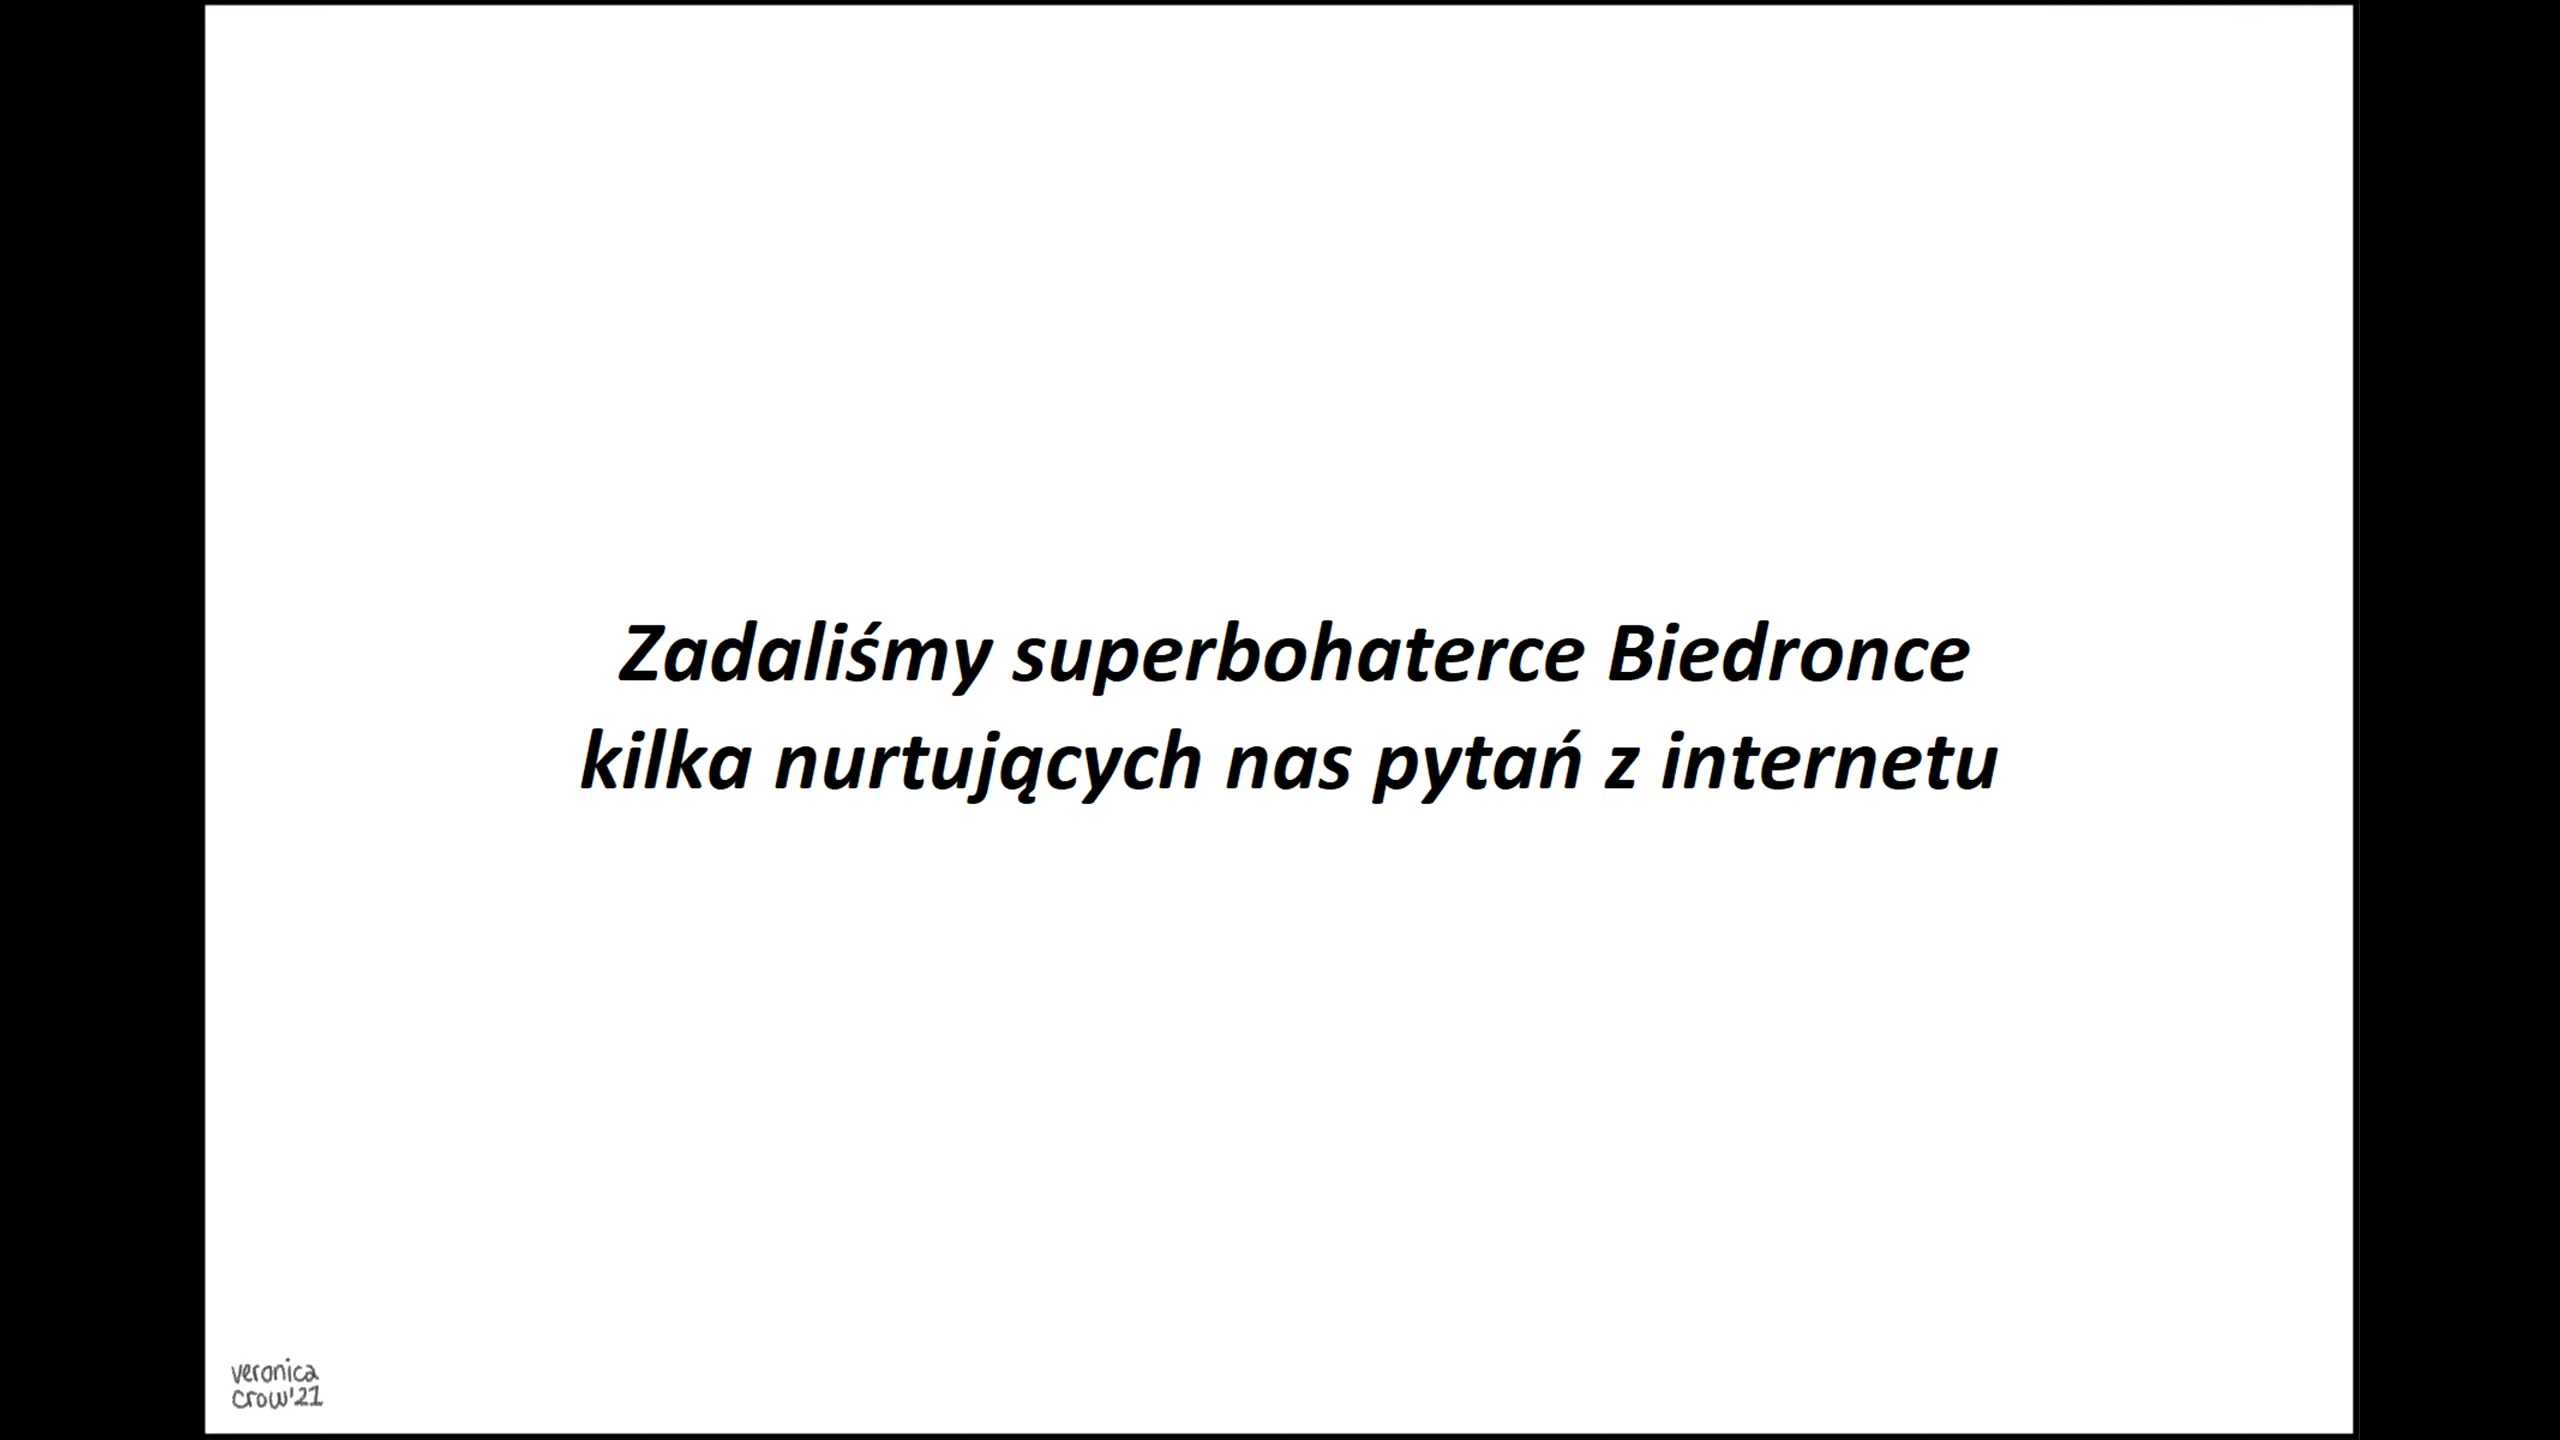 Zadaliśmy superbohaterce Biedronce
kilka nurtujących nas pytań z internetu
veronica
crow'21